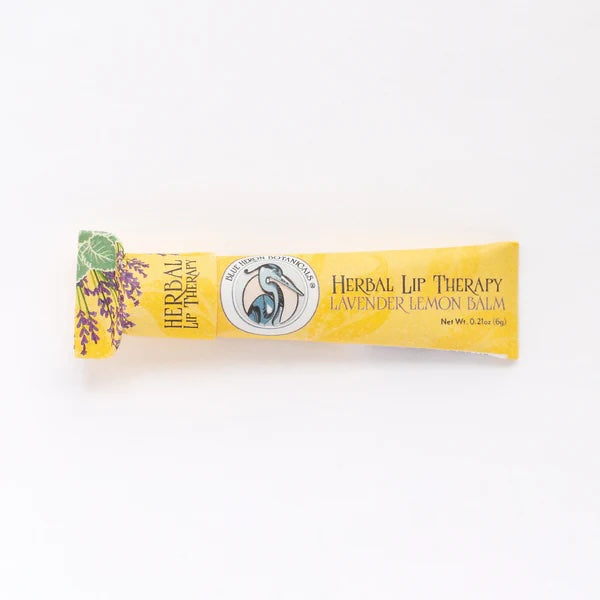 HERBAL
LIP THERAPY
BLUE HERON BOTANICALS ®
HERBAL LIP THERAPY
LAVENDER LEMON BALM
Net Wt. 0.21oz (6g)